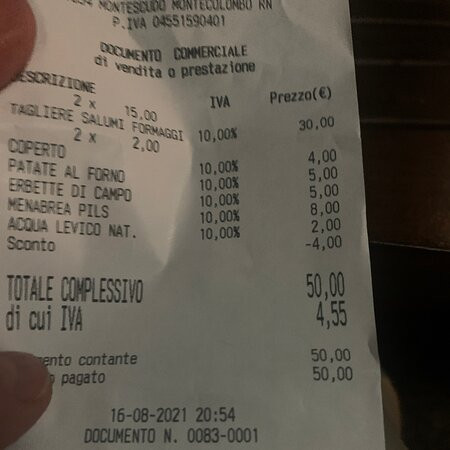 MONTESCUDO MONTECOLOMBO RN
P.IVA 04551590401
DOCUMENTO COMMERCIALE
di vendita o prestazione
DESCRIZIONE IVA Prezzo(€)
2 x 15,00
TAGLIERE SALUMI FORMAGGI 10,00% 30,00
2 x 2,00
COPERTO 10,00% 4,00
PATATE AL FORNO 10,00% 5,00
ERBETTE DI CAMPO 10,00% 5,00
MENABREA PILS 10,00% 8,00
ACQUA LEVICO NAT. 10,00% 2,00
Sconto -4,00
TOTALE COMPLESSIVO 50,00
di cui IVA 4,55
contante 50,00
pagato 50,00
16-08-2021 20:54
DOCUMENTO N. 0083-0001